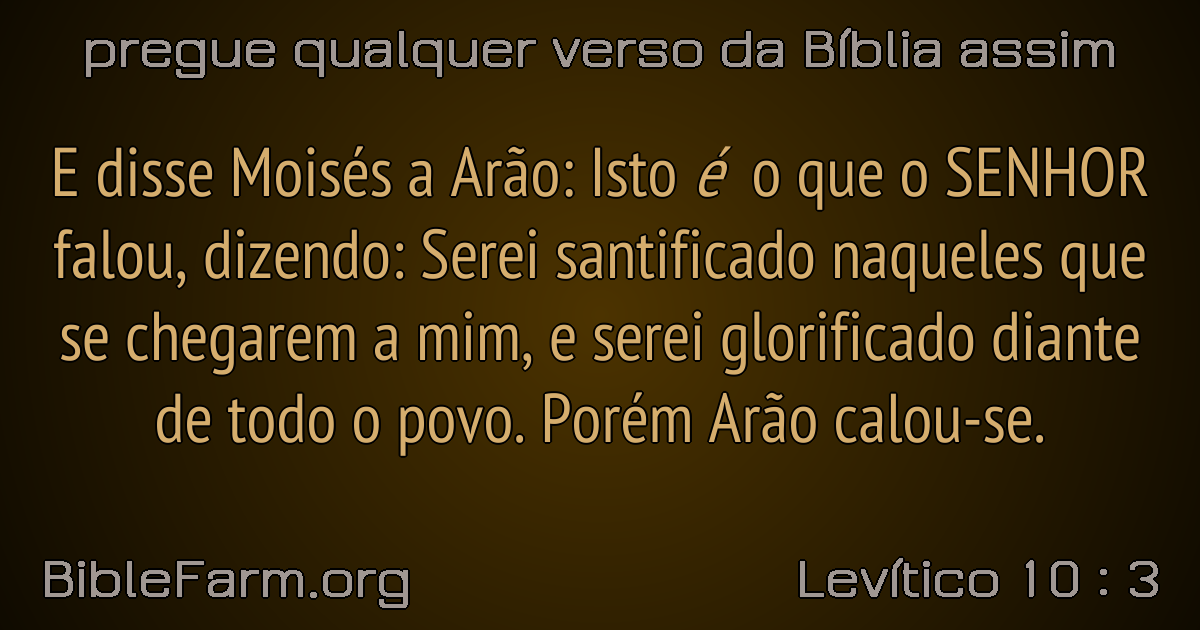 pregue qualquer verso da Bíblia assim
E disse Moisés a Arão: Isto é o que o SENHOR
falou, dizendo: Serei santificado naqueles que
se chegarem a mim, e serei glorificado diante
de todo o povo. Porém Arão calou-se.
BibleFarm.org
Levítico 10 : 3